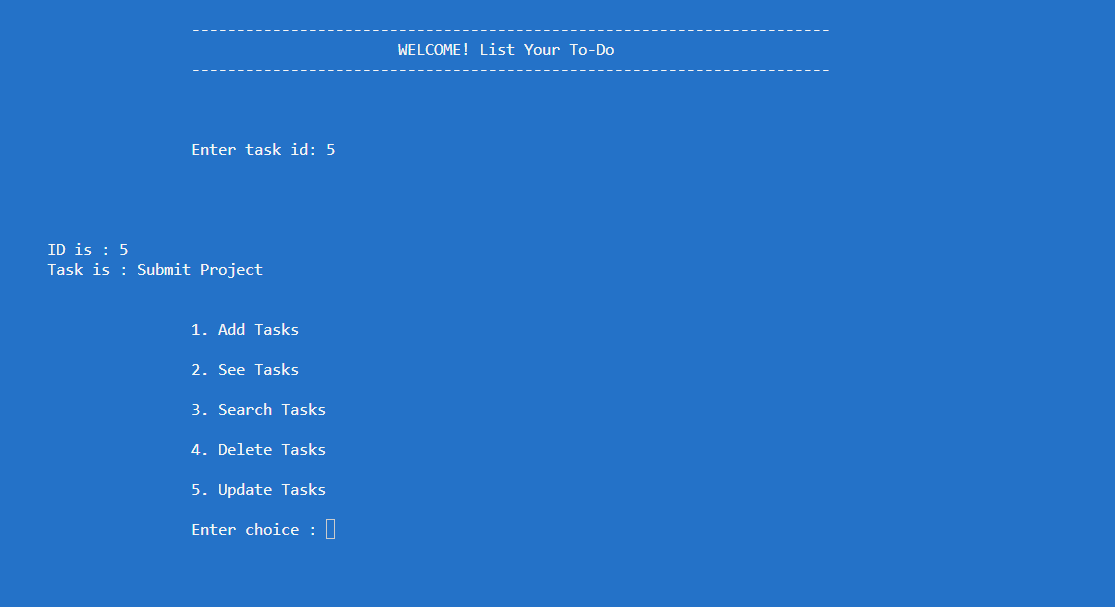 -----------------------------------------------------------------------
WELCOME! List Your To-Do
-----------------------------------------------------------------------
Enter task id: 5
ID is : 5
Task is : Submit Project
1. Add Tasks
2. See Tasks
3. Search Tasks
4. Delete Tasks
5. Update Tasks
Enter choice :